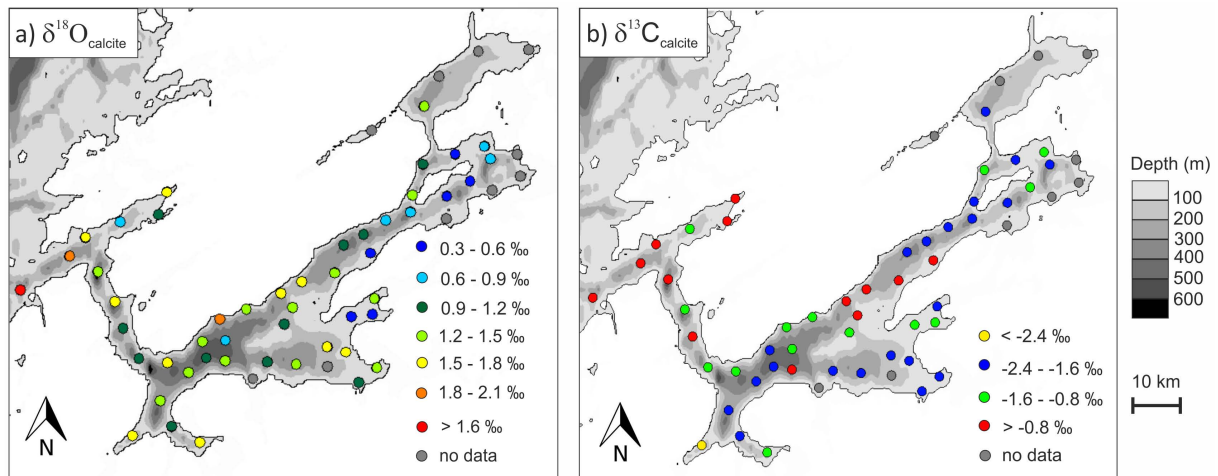 a) δ18Ocalcite
0.3 - 0.6 ‰
0.6 - 0.9 ‰
0.9 - 1.2 ‰
1.2 - 1.5 ‰
1.5 - 1.8 ‰
1.8 - 2.1 ‰
> 1.6 ‰
no data
N
b) δ13Ccalcite
< -2.4 ‰
-2.4 - -1.6 ‰
-1.6 - -0.8 ‰
> -0.8 ‰
no data
N
Depth (m)
100
200
300
400
500
600
10 km